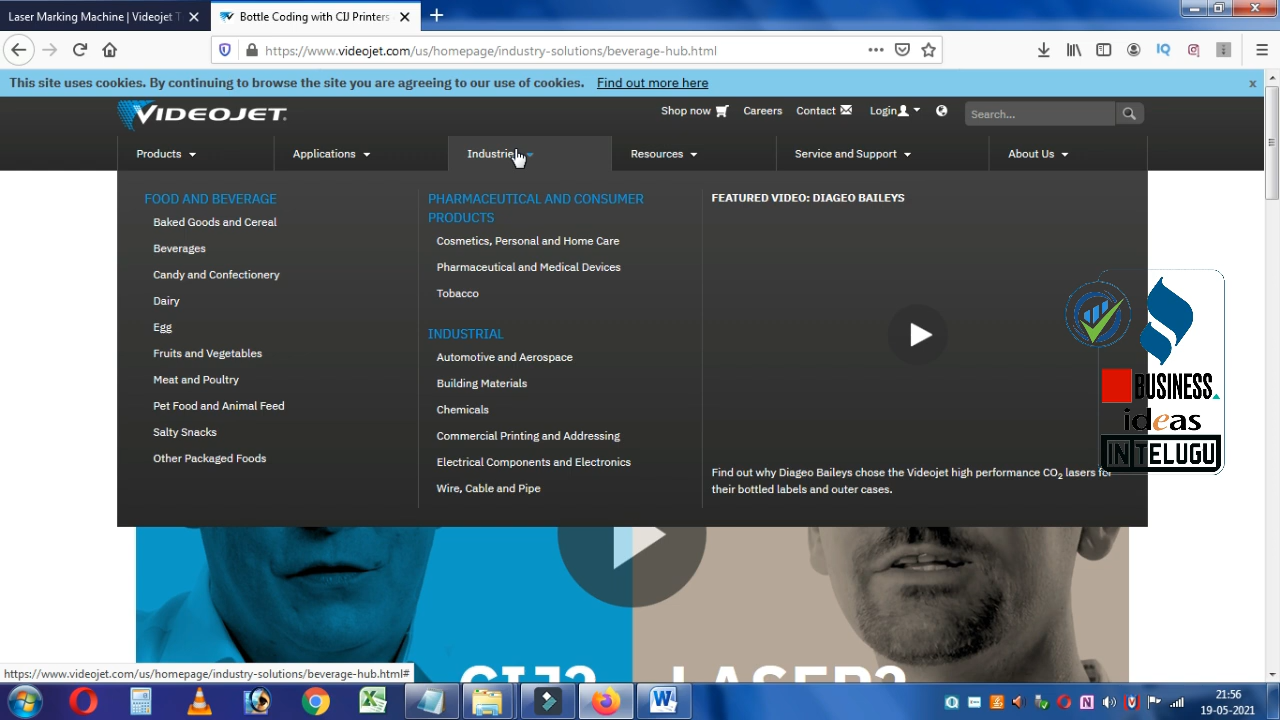 Laser Marking Machine | Videojet T
Bottle Coding with CIJ Printers
https://www.videojet.com/us/homepage/industry-solutions/beverage-hub.html
This site uses cookies. By continuing to browse the site you are agreeing to our use of cookies. Find out more here x
VIDEOJET.
Shop now Careers Contact Login Search...
Products Applications Industries Resources Service and Support About Us
FOOD AND BEVERAGE
Baked Goods and Cereal
Beverages
Candy and Confectionery
Dairy
Egg
Fruits and Vegetables
Meat and Poultry
Pet Food and Animal Feed
Salty Snacks
Other Packaged Foods
PHARMACEUTICAL AND CONSUMER
PRODUCTS
Cosmetics, Personal and Home Care
Pharmaceutical and Medical Devices
Tobacco
INDUSTRIAL
Automotive and Aerospace
Building Materials
Chemicals
Commercial Printing and Addressing
Electrical Components and Electronics
Wire, Cable and Pipe
FEATURED VIDEO: DIAGEO BAILEYS
Find out why Diageo Baileys chose the Videojet high performance CO2 lasers for
their bottled labels and outer cases.
BUSINESS.
ideas
IN TELUGU
CIJ? LASER?
https://www.videojet.com/us/homepage/industry-solutions/beverage-hub.html#
21:56
19-05-2021